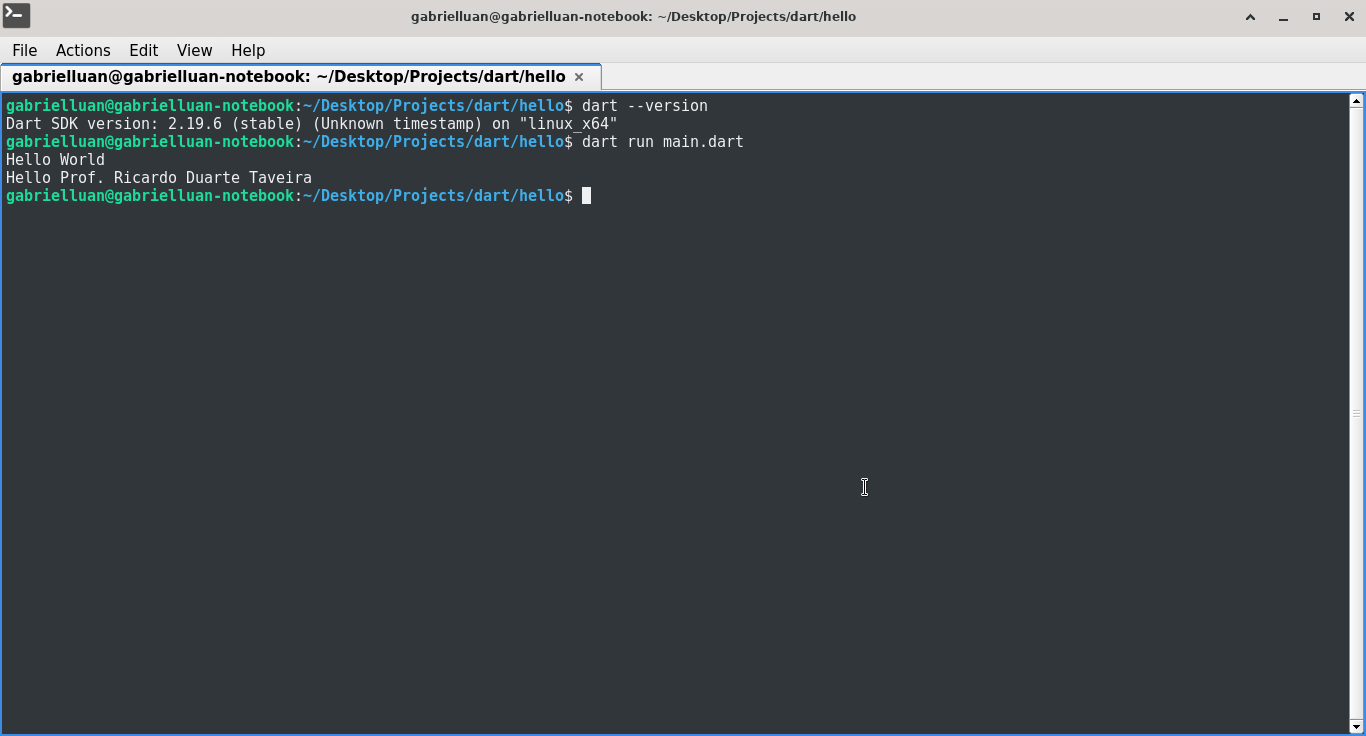 gabrielluan@gabrielluan-notebook: ~/Desktop/Projects/dart/hello
File Actions Edit View Help
gabrielluan@gabrielluan-notebook: ~/Desktop/Projects/dart/hello
gabrielluan@gabrielluan-notebook:~/Desktop/Projects/dart/hello$ dart --version
Dart SDK version: 2.19.6 (stable) (Unknown timestamp) on "linux_x64"
gabrielluan@gabrielluan-notebook:~/Desktop/Projects/dart/hello$ dart run main.dart
Hello World
Hello Prof. Ricardo Duarte Taveira
gabrielluan@gabrielluan-notebook:~/Desktop/Projects/dart/hello$